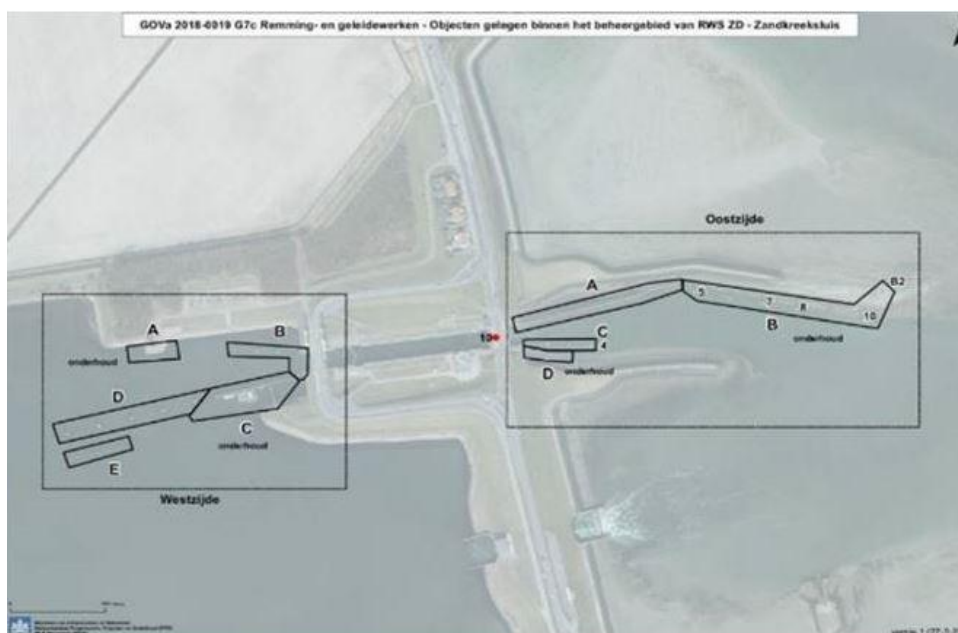 GOVa 2018-0019 G7c Remming- en geleidewerken - Objecten gelegen binnen het beheergebied van RWS ZD - Zandkreeksluis
Oostzijde
A
B2
5
7
8
10
B
onderhoud
C
4
D
onderhoud
A
B
onderhoud
D
C
onderhoud
E
Westzijde